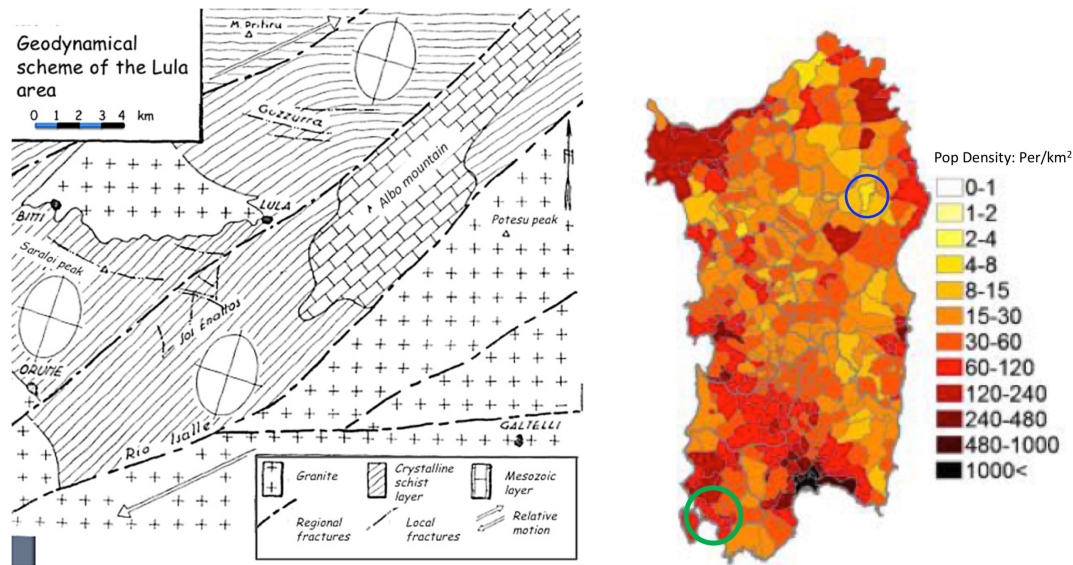 Geodynamical
scheme of the Lula
area
0 1 2 3 4 km
M. Pritiru
Guzzurra
Albo mountain
BITTI
LULA
Saraloi peak
Potesu peak
Sos Enattos
ORUNE
Rio Isalle
GALTELLI
Granite
Crystalline
schist
layer
Mesozoic
layer
Regional
fractures
Local
fractures
Relative
motion
Pop Density: Per/km²
0-1
1-2
2-4
4-8
8-15
15-30
30-60
60-120
120-240
240-480
480-1000
1000<